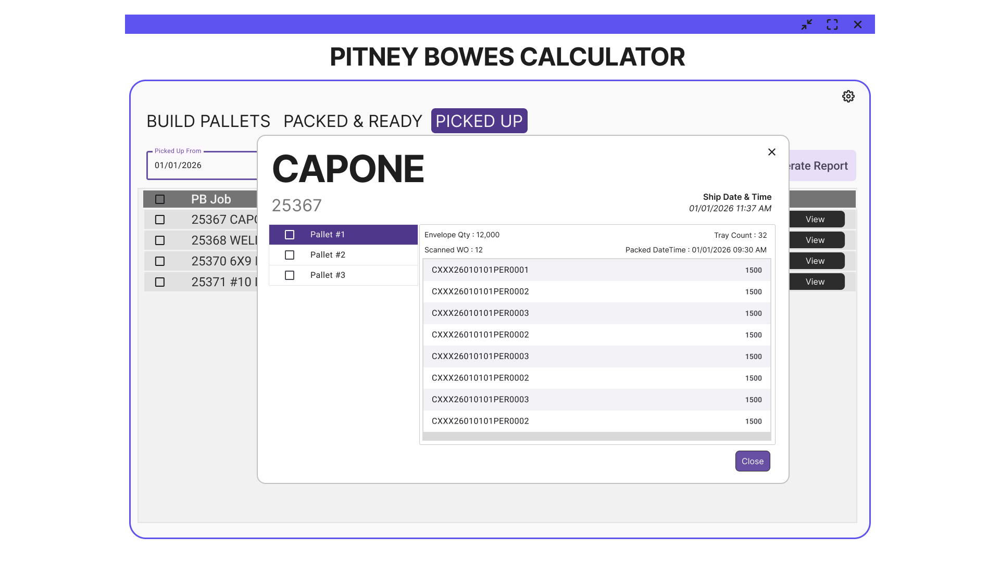 PITNEY BOWES CALCULATOR
BUILD PALLETS PACKED & READY PICKED UP
Picked Up From
01/01/2026
Report
PB Job
25367
View
25368
View
25370 6X9
View
25371 #10
View
CAPONE
25367
Ship Date & Time
01/01/2026 11:37 AM
Pallet #1
Pallet #2
Pallet #3
Envelope Qty : 12,000
Tray Count : 32
Scanned WO : 12
Packed DateTime : 01/01/2026 09:30 AM
CXXX26010101PER0001 1500
CXXX26010101PER0002 1500
CXXX26010101PER0003 1500
CXXX26010101PER0002 1500
CXXX26010101PER0003 1500
CXXX26010101PER0002 1500
CXXX26010101PER0003 1500
CXXX26010101PER0002 1500
Close